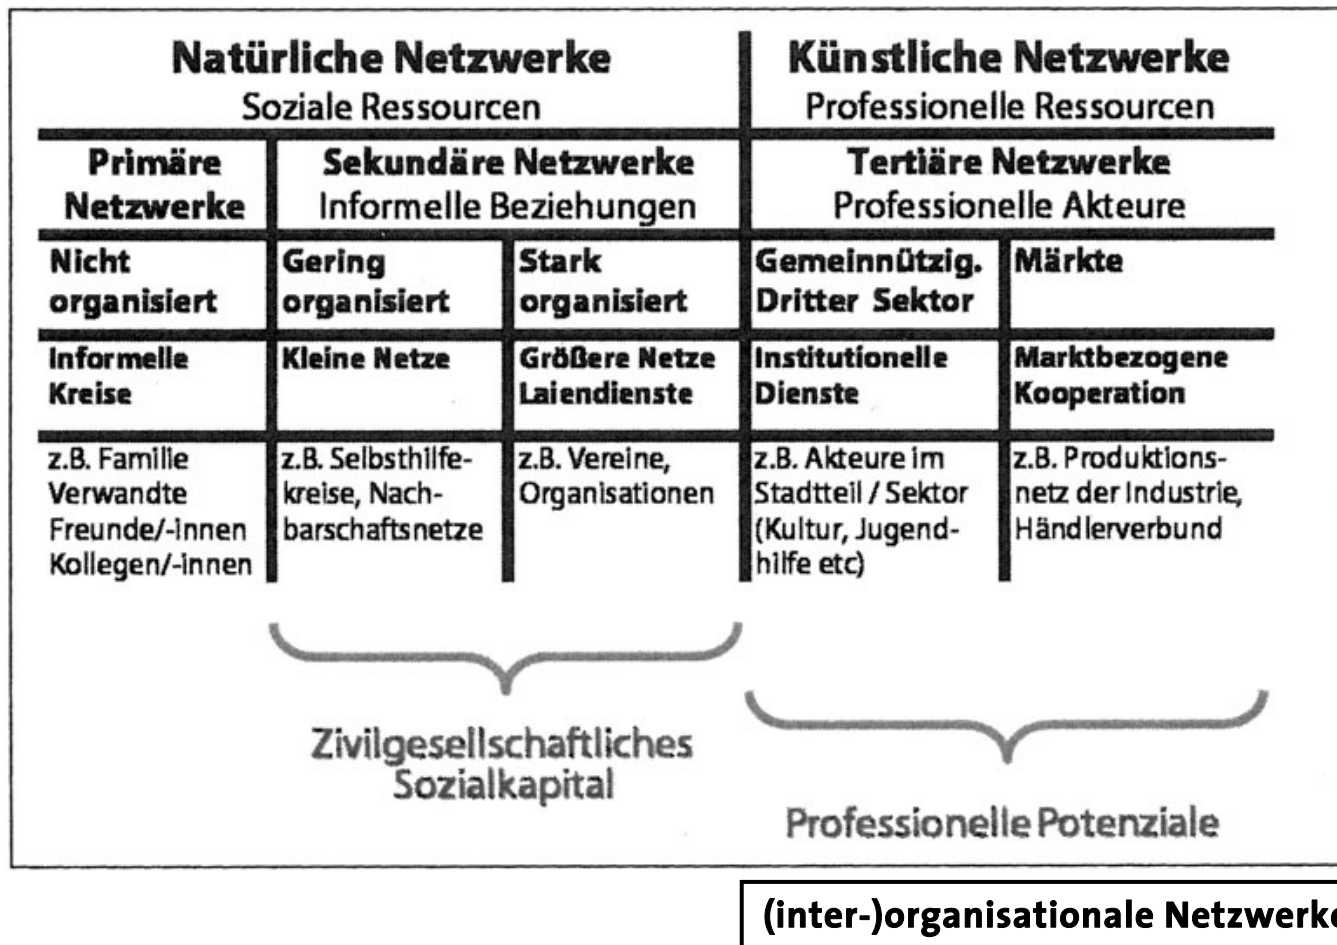 Natürliche Netzwerke
Soziale Ressourcen
Künstliche Netzwerke
Professionelle Ressourcen
Primäre
Netzwerke
Sekundäre Netzwerke
Informelle Beziehungen
Tertiäre Netzwerke
Professionelle Akteure
Nicht
organisiert
Gering
organisiert
Stark
organisiert
Gemeinnützig.
Dritter Sektor
Märkte
Informelle
Kreise
Kleine Netze
Größere Netze
Laiendienste
Institutionelle
Dienste
Marktbezogene
Kooperation
z.B. Familie
Verwandte
Freunde/-innen
Kollegen/-innen
z.B. Selbsthilfe-
kreise, Nach-
barschaftsnetze
z.B. Vereine,
Organisationen
z.B. Akteure im
Stadtteil / Sektor
(Kultur, Jugend-
hilfe etc)
z.B. Produktions-
netz der Industrie,
Händlerverbund
Zivilgesellschaftliches
Sozialkapital
Professionelle Potenziale
(inter-)organisationale Netzwerke